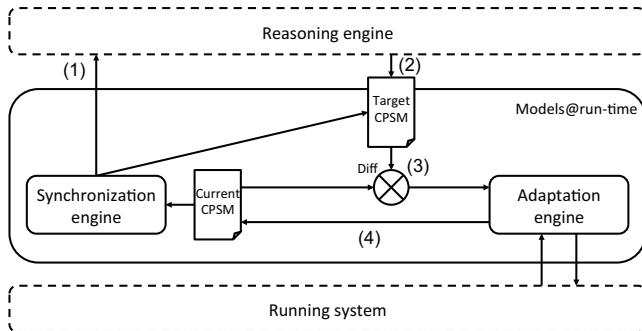 Reasoning engine
(1)
(2)
Target
CPSM
Models@run-time
Diff
(3)
Synchronization
engine
Current
CPSM
Adaptation
engine
(4)
Running system